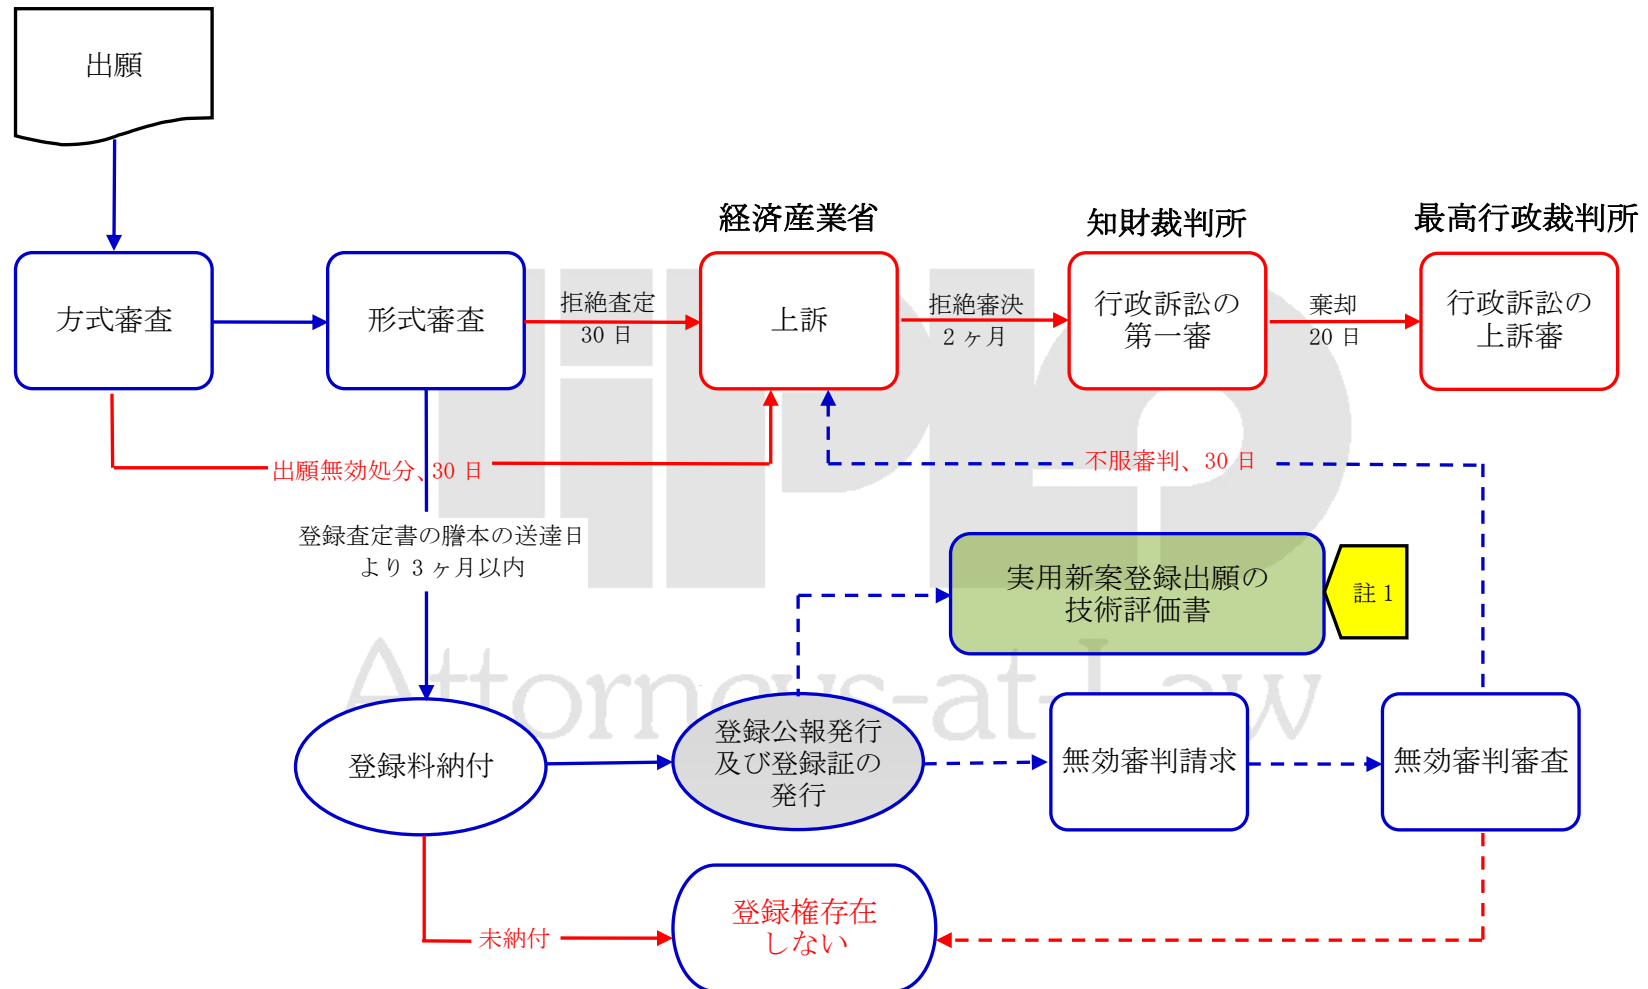 出願
経済産業省
知財裁判所
最高行政裁判所
方式審査
形式審査
拒絶査定
30 日
上訴
拒絶審決
2 ヶ月
行政訴訟の
第一審
棄却
20 日
行政訴訟の
上訴審
出願無効処分、30 日
不服審判、30 日
登録査定書の謄本の送達日
より 3 ヶ月以内
実用新案登録出願の
技術評価書
註 1
登録料納付
登録公報発行
及び登録証の
発行
無効審判請求
無効審判審査
未納付
登録権存在
しない
TIPLO
Attorneys-at-Law